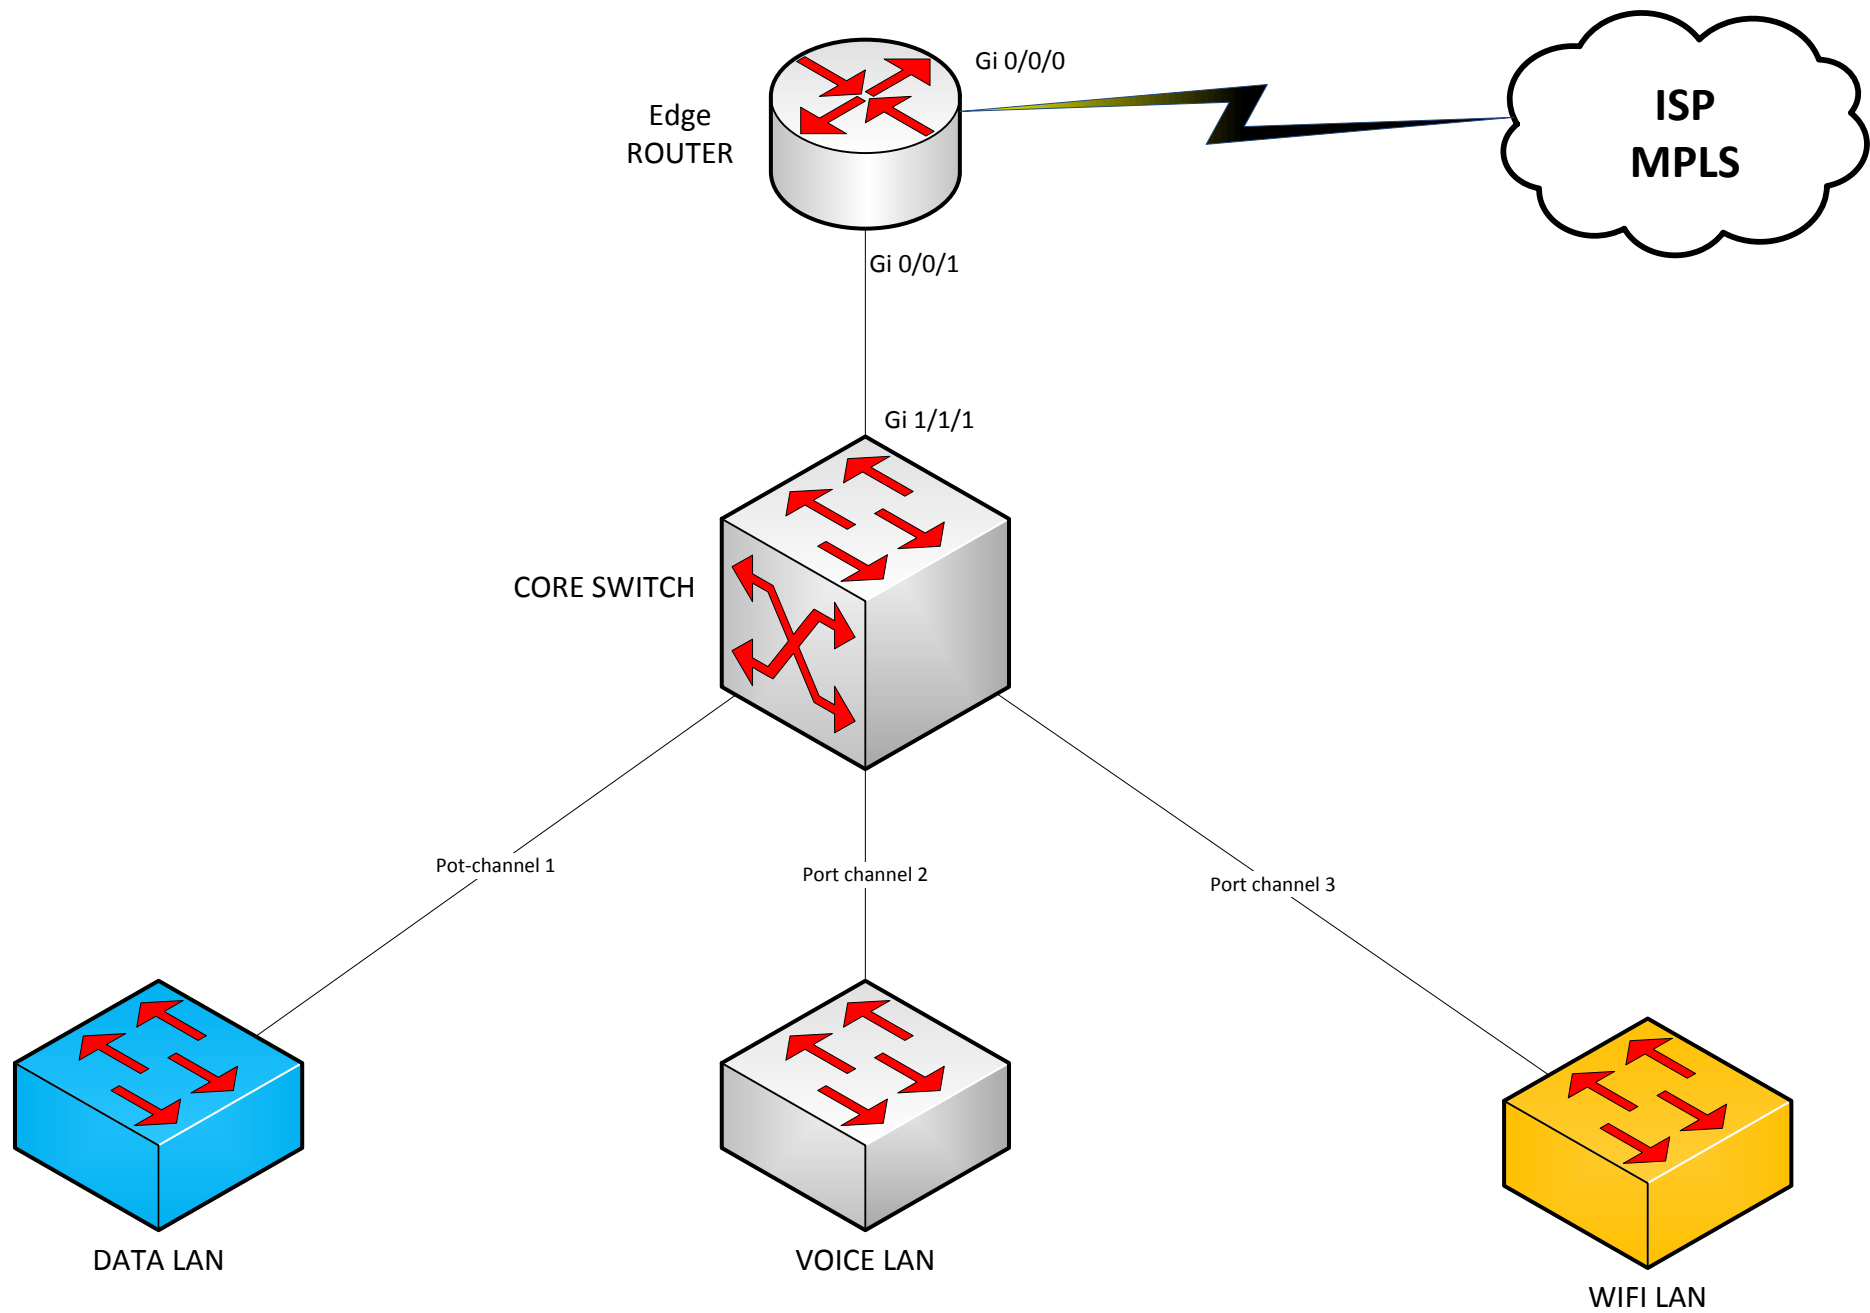 Gi 0/0/0
Edge
ROUTER
ISP
MPLS
Gi 0/0/1
Gi 1/1/1
CORE SWITCH
Pot-channel 1
Port channel 2
Port channel 3
DATA LAN
VOICE LAN
WIFI LAN